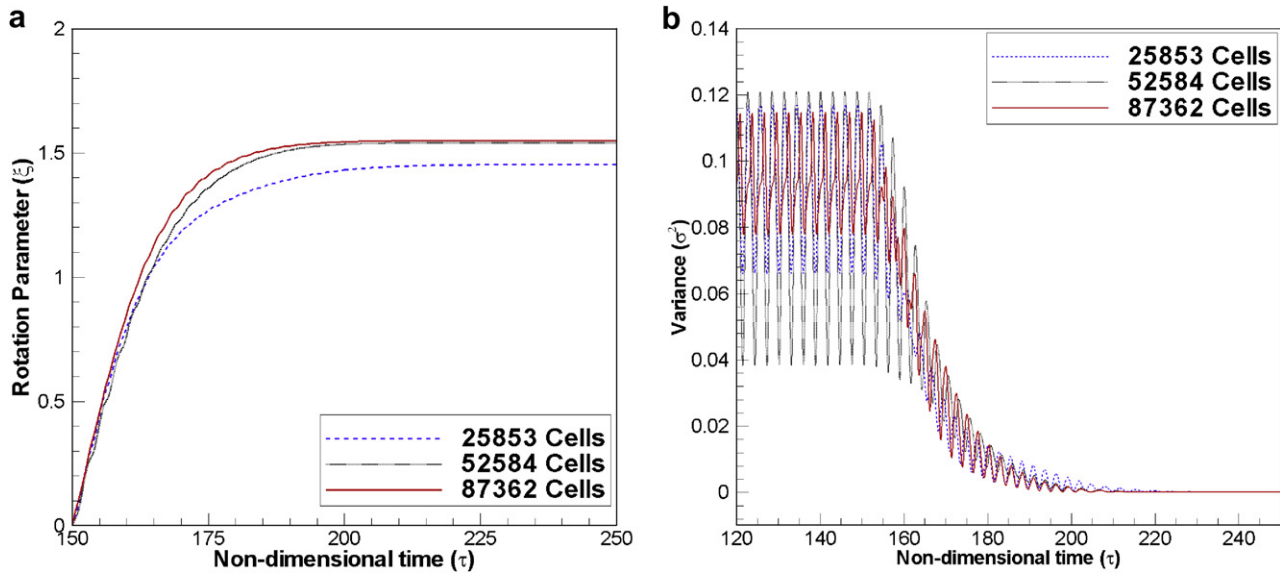 a
2
1.5
1
0.5
0
Rotation Parameter (ξ)
25853 Cells
52584 Cells
87362 Cells
150
175
200
225
250
Non-dimensional time (τ)
b
0.14
0.12
0.1
0.08
0.06
0.04
0.02
0
Variance (σ²)
25853 Cells
52584 Cells
87362 Cells
120
140
160
180
200
220
240
Non-dimensional time (τ)